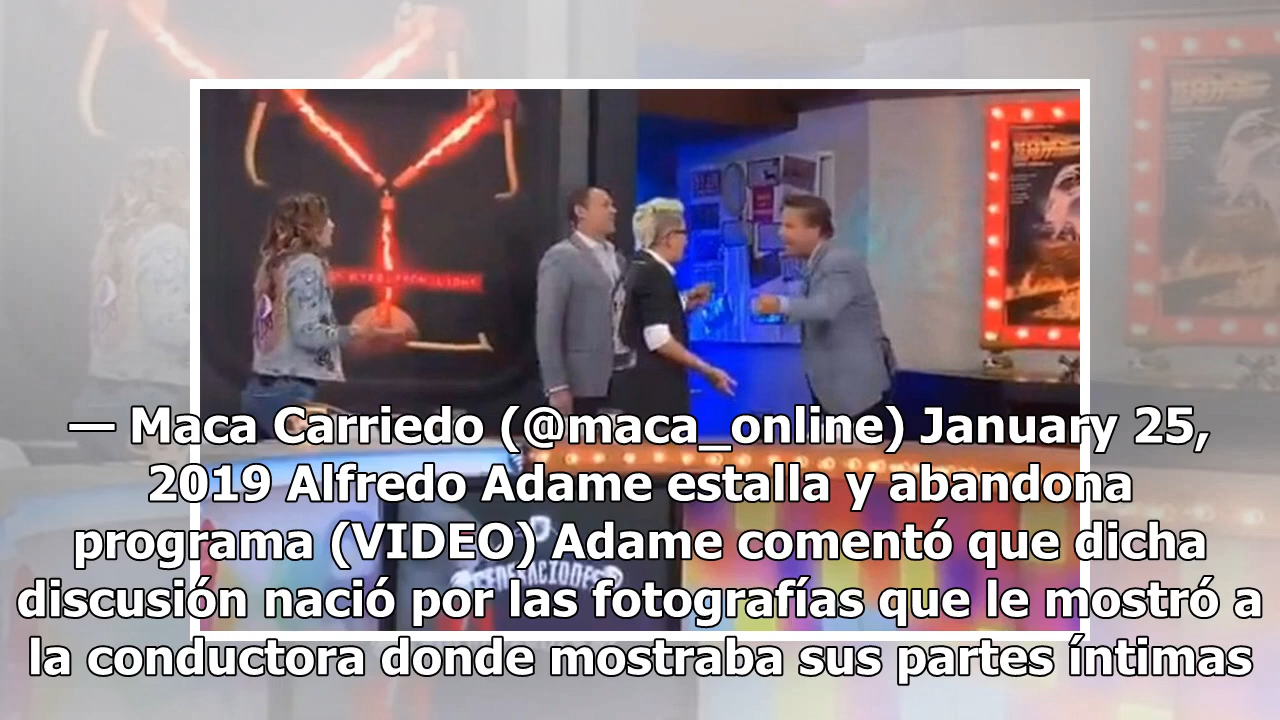 — Maca Carriedo (@maca_online) January 25,
2019 Alfredo Adame estalla y abandona
programa (VIDEO) Adame comentó que dicha
discusión nació por las fotografías que le mostró a
la conductora donde mostraba sus partes íntimas
GENERACIONES